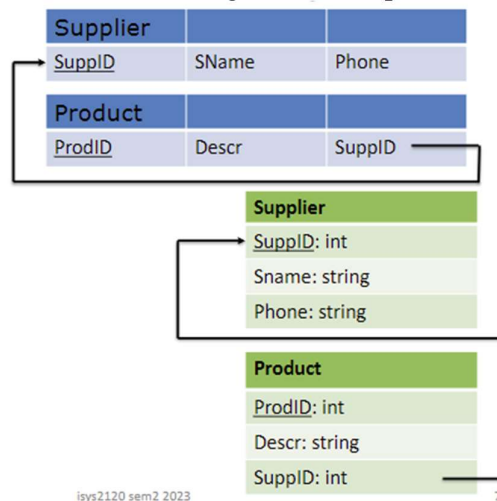 Supplier
SuppID SName Phone
Product
ProdID Descr SuppID
Supplier
SuppID: int
Sname: string
Phone: string
Product
ProdID: int
Descr: string
SuppID: int
isys2120 sem2 2023